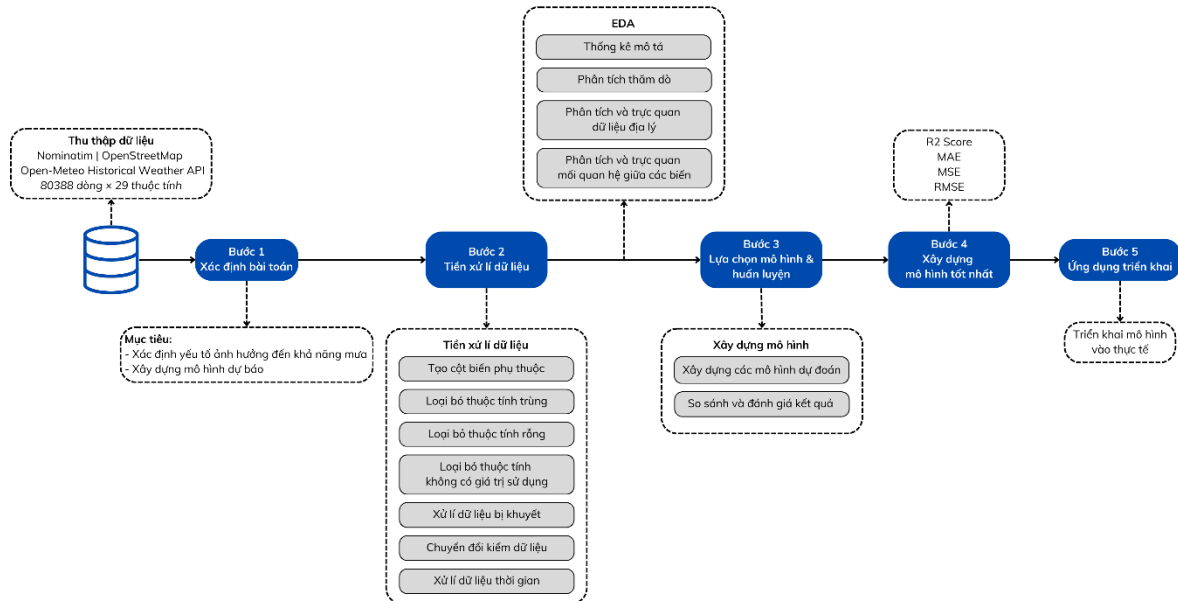 EDA
Thống kê mô tả
Phân tích thăm dò
Phân tích và trực quan
dữ liệu địa lý
Phân tích và trực quan
mối quan hệ giữa các biến
Thu thập dữ liệu
Nominatim | OpenStreetMap
Open-Meteo Historical Weather API
80388 dòng × 29 thuộc tính
R2 Score
MAE
MSE
RMSE
Bước 1
Xác định bài toán
Bước 2
Tiền xử lí dữ liệu
Bước 3
Lựa chọn mô hình &
huấn luyện
Bước 4
Xây dựng
mô hình tốt nhất
Bước 5
Ứng dụng triển khai
Mục tiêu:
- Xác định yếu tố ảnh hưởng đến khả năng mưa
- Xây dựng mô hình dự báo
Tiền xử lí dữ liệu
Tạo cột biến phụ thuộc
Loại bỏ thuộc tính trùng
Loại bỏ thuộc tính rỗng
Loại bỏ thuộc tính
không có giá trị sử dụng
Xử lí dữ liệu bị khuyết
Chuyển đổi kiểm dữ liệu
Xử lí dữ liệu thời gian
Xây dựng mô hình
Xây dựng các mô hình dự đoán
So sánh và đánh giá kết quả
Triển khai mô hình
vào thực tế